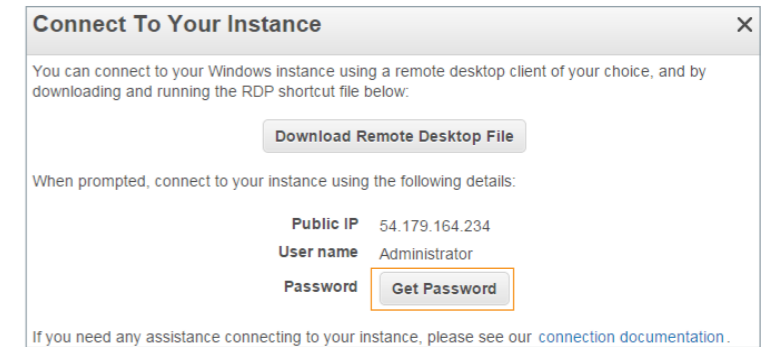 Connect To Your Instance
You can connect to your Windows instance using a remote desktop client of your choice, and by
downloading and running the RDP shortcut file below:
Download Remote Desktop File
When prompted, connect to your instance using the following details:
Public IP 54.179.164.234
User name Administrator
Password Get Password
If you need any assistance connecting to your instance, please see our connection documentation.